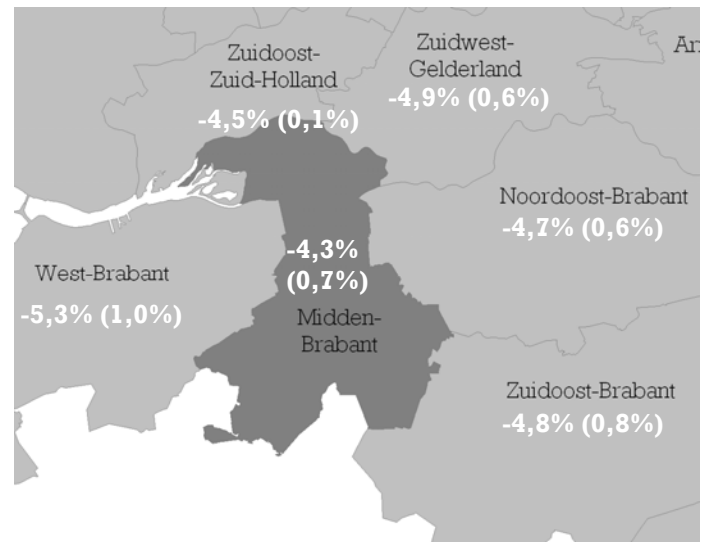 Zuidoost-
Zuid-Holland
-4,5% (0,1%)
Zuidwest-
Gelderland
-4,9% (0,6%)
Noordoost-Brabant
-4,7% (0,6%)
-4,3%
(0,7%)
Midden-
Brabant
West-Brabant
-5,3% (1,0%)
Zuidoost-Brabant
-4,8% (0,8%)